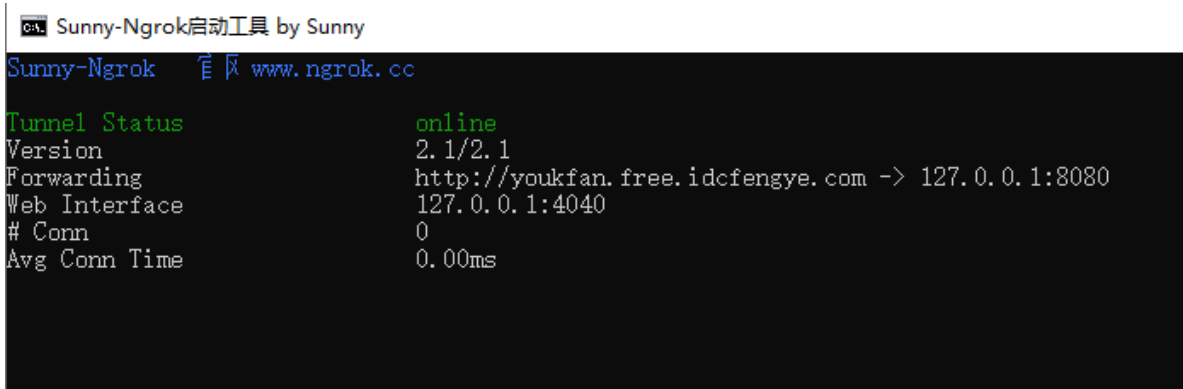 Sunny-Ngrok启动工具 by Sunny
Sunny-Ngrok 官网 www.ngrok.cc
Tunnel Status online
Version 2.1/2.1
Forwarding http://youkfan.free.idcfengye.com -> 127.0.0.1:8080
Web Interface 127.0.0.1:4040
# Conn 0
Avg Conn Time 0.00ms